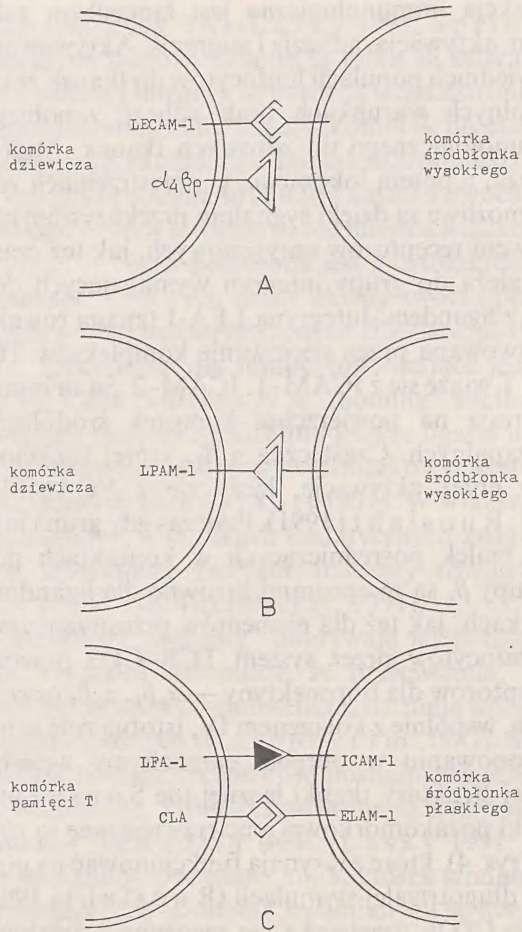 LECAM-1
komórka
dziewicza
komórka
śródbłonka
wysokiego
α4βp
A
komórka
dziewicza
LPAM-1
komórka
śródbłonka
wysokiego
B
LPA-1
ICAM-1
komórka
pamięci T
komórka
śródbłonka
płaskiego
CLA
ELAM-1
C